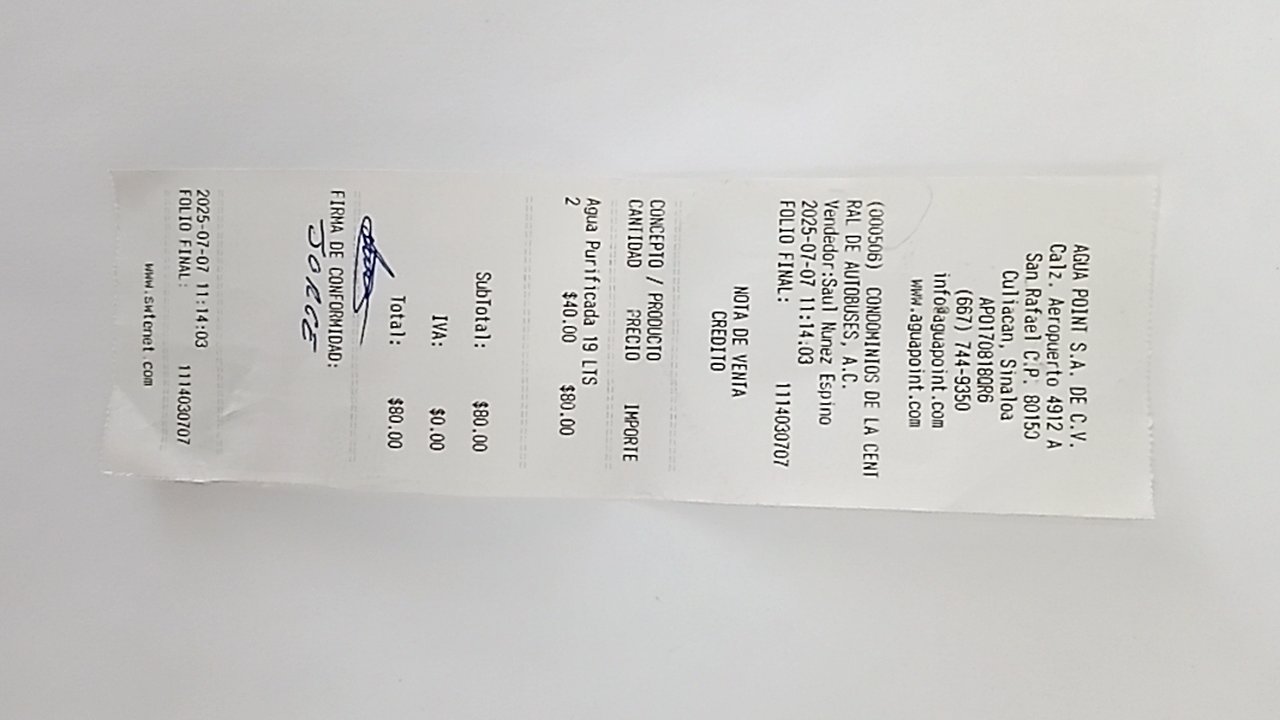 AGUA POINT S.A. DE C.V.
Calz. Aeropuerto 4912 A
San Rafael C.P. 80150
Culiacan, Sinaloa
APO170818QR6
(667) 744-9350
info@aguapoint.com
www.aguapoint.com
(000506) CONDOMINIOS DE LA CENT
RAL DE AUTOBUSES, A.C.
Vendedor:Saul Nunez Espino
2025-07-07 11:14:03
FOLIO FINAL: 1114030707
NOTA DE VENTA
CREDITO
CONCEPTO / PRODUCTO
CANTIDAD PRECIO IMPORTE
Agua Purificada 19 LTS
2 $40.00 $80.00
SubTotal: $80.00
IVA: $0.00
Total: $80.00
FIRMA DE CONFORMIDAD:
JORGE
2025-07-07 11:14:03
FOLIO FINAL: 1114030707
www.swternet.com